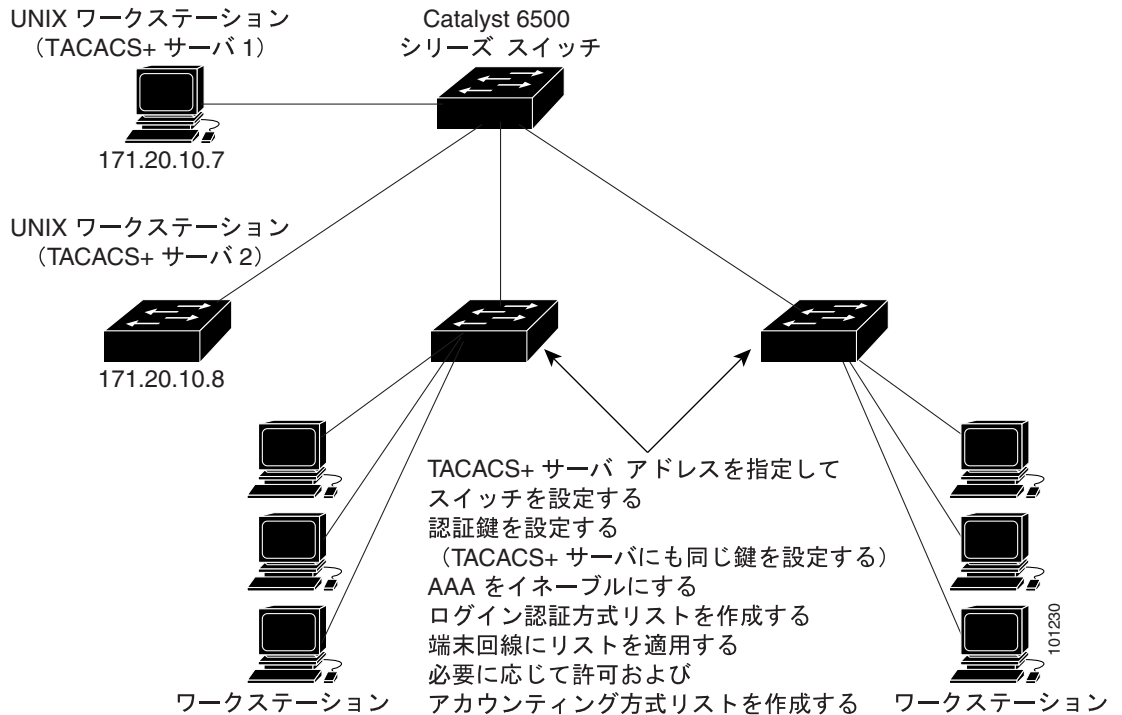 UNIX ワークステーション
（TACACS+ サーバ 1）
Catalyst 6500
シリーズ スイッチ
171.20.10.7
UNIX ワークステーション
（TACACS+ サーバ 2）
171.20.10.8
TACACS+ サーバ アドレスを指定して
スイッチを設定する
認証鍵を設定する
（TACACS+ サーバにも同じ鍵を設定する）
AAA をイネーブルにする
ログイン認証方式リストを作成する
端末回線にリストを適用する
必要に応じて許可および
アカウンティング方式リストを作成する
ワークステーション
ワークステーション
101230